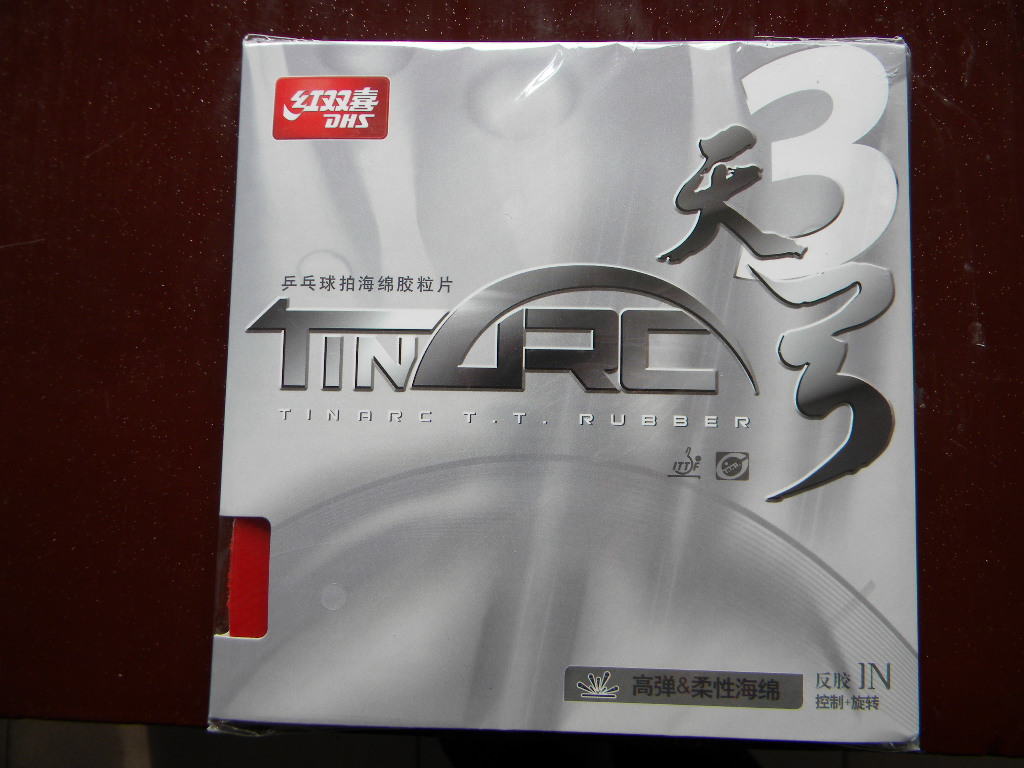 红双喜
DHS
3
天弓
乒乓球拍海绵胶粒片
TINARC
TINARC T.T. RUBBER
ITTF
高弹&柔性海绵
反胶 IN
控制+旋转